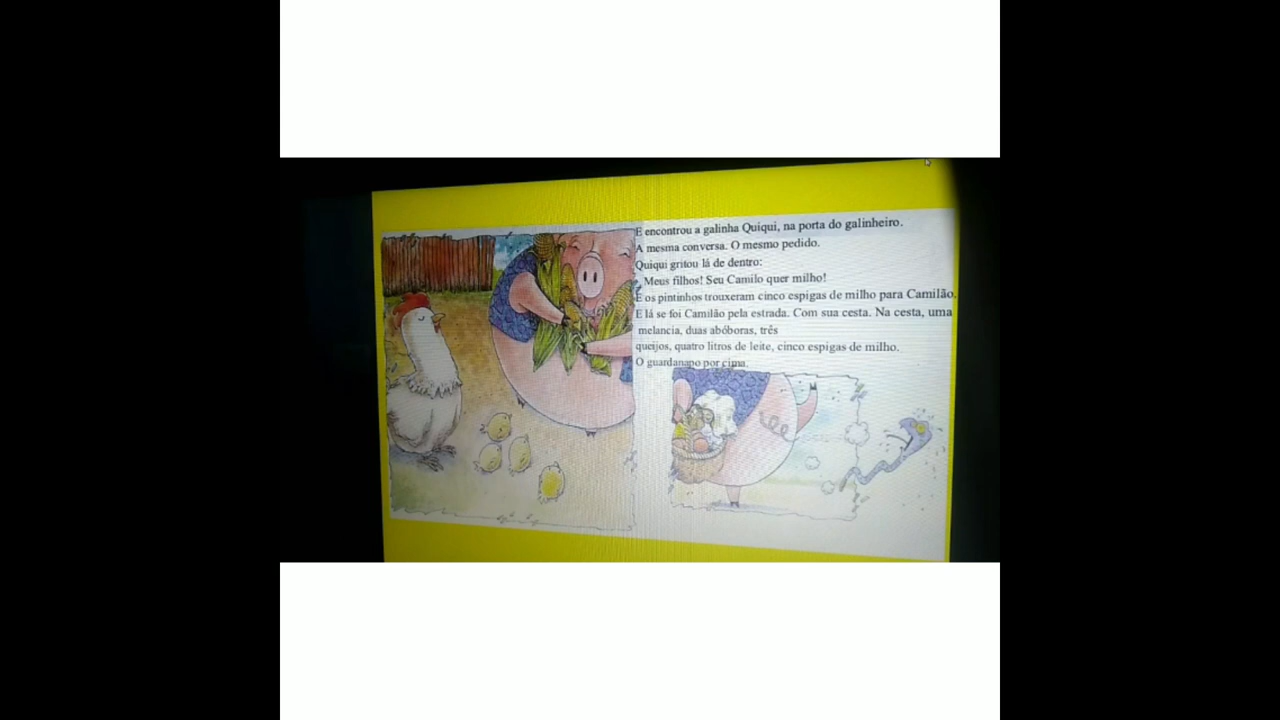 E encontrou a galinha Quiqui, na porta do galinheiro.
A mesma conversa. O mesmo pedido.
Quiqui gritou lá de dentro:
- Meus filhos! Seu Camilo quer milho!
E os pintinhos trouxeram cinco espigas de milho para Camilão.
E lá se foi Camilão pela estrada. Com sua cesta. Na cesta, uma
melancia, duas abóboras, três
queijos, quatro litros de leite, cinco espigas de milho.
O guardanapo por cima.